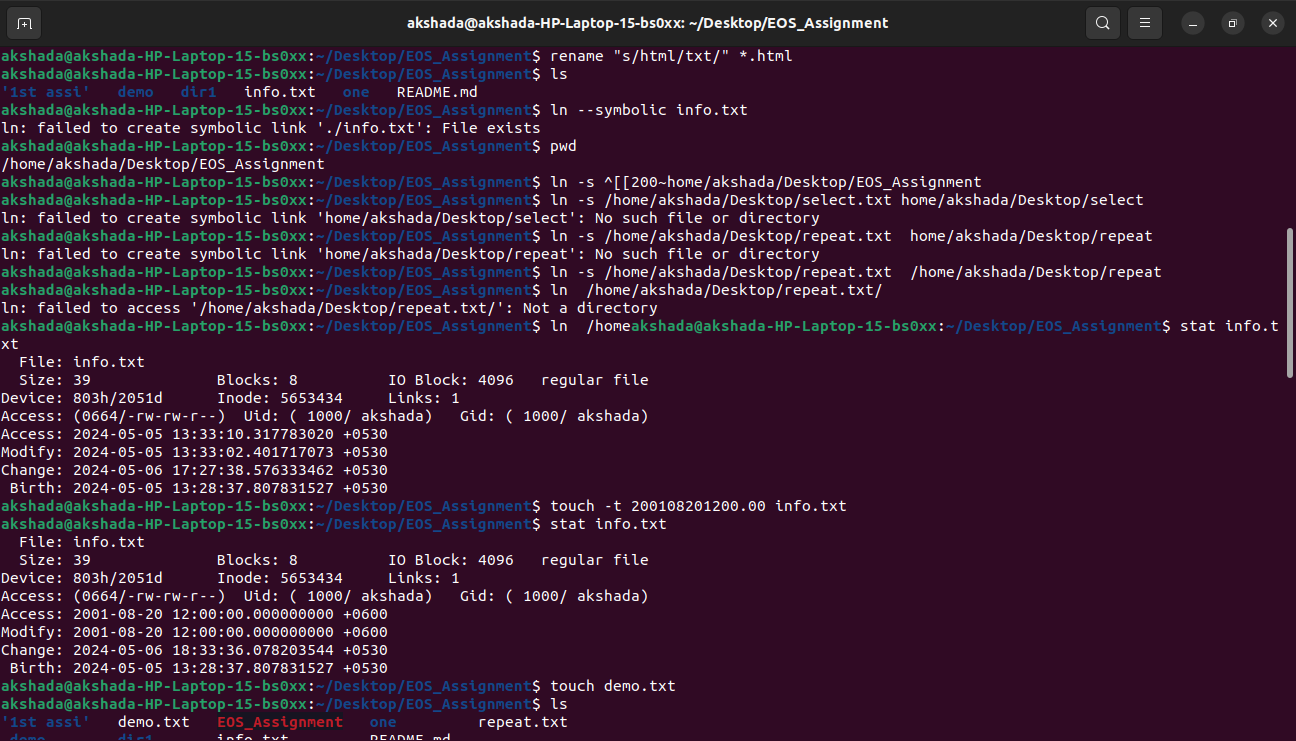 akshada@akshada-HP-Laptop-15-bs0xx: ~/Desktop/EOS_Assignment
akshada@akshada-HP-Laptop-15-bs0xx:~/Desktop/EOS_Assignment$ rename "s/html/txt/" *.html
akshada@akshada-HP-Laptop-15-bs0xx:~/Desktop/EOS_Assignment$ ls
'1st assi'   demo   dir1   info.txt   one   README.md
akshada@akshada-HP-Laptop-15-bs0xx:~/Desktop/EOS_Assignment$ ln --symbolic info.txt
ln: failed to create symbolic link './info.txt': File exists
akshada@akshada-HP-Laptop-15-bs0xx:~/Desktop/EOS_Assignment$ pwd
/home/akshada/Desktop/EOS_Assignment
akshada@akshada-HP-Laptop-15-bs0xx:~/Desktop/EOS_Assignment$ ln -s ^[[200~home/akshada/Desktop/EOS_Assignment
akshada@akshada-HP-Laptop-15-bs0xx:~/Desktop/EOS_Assignment$ ln -s /home/akshada/Desktop/select.txt home/akshada/Desktop/select
ln: failed to create symbolic link 'home/akshada/Desktop/select': No such file or directory
akshada@akshada-HP-Laptop-15-bs0xx:~/Desktop/EOS_Assignment$ ln -s /home/akshada/Desktop/repeat.txt  home/akshada/Desktop/repeat
ln: failed to create symbolic link 'home/akshada/Desktop/repeat': No such file or directory
akshada@akshada-HP-Laptop-15-bs0xx:~/Desktop/EOS_Assignment$ ln -s /home/akshada/Desktop/repeat.txt  /home/akshada/Desktop/repeat
akshada@akshada-HP-Laptop-15-bs0xx:~/Desktop/EOS_Assignment$ ln  /home/akshada/Desktop/repeat.txt/
ln: failed to access '/home/akshada/Desktop/repeat.txt/': Not a directory
akshada@akshada-HP-Laptop-15-bs0xx:~/Desktop/EOS_Assignment$ ln  /homeakshada@akshada-HP-Laptop-15-bs0xx:~/Desktop/EOS_Assignment$ stat info.t
xt
  File: info.txt
  Size: 39              Blocks: 8          IO Block: 4096   regular file
Device: 803h/2051d      Inode: 5653434     Links: 1
Access: (0664/-rw-rw-r--)  Uid: ( 1000/ akshada)   Gid: ( 1000/ akshada)
Access: 2024-05-05 13:33:10.317783020 +0530
Modify: 2024-05-05 13:33:02.401717073 +0530
Change: 2024-05-06 17:27:38.576333462 +0530
 Birth: 2024-05-05 13:28:37.807831527 +0530
akshada@akshada-HP-Laptop-15-bs0xx:~/Desktop/EOS_Assignment$ touch -t 200108201200.00 info.txt
akshada@akshada-HP-Laptop-15-bs0xx:~/Desktop/EOS_Assignment$ stat info.txt
  File: info.txt
  Size: 39              Blocks: 8          IO Block: 4096   regular file
Device: 803h/2051d      Inode: 5653434     Links: 1
Access: (0664/-rw-rw-r--)  Uid: ( 1000/ akshada)   Gid: ( 1000/ akshada)
Access: 2001-08-20 12:00:00.000000000 +0600
Modify: 2001-08-20 12:00:00.000000000 +0600
Change: 2024-05-06 18:33:36.078203544 +0530
 Birth: 2024-05-05 13:28:37.807831527 +0530
akshada@akshada-HP-Laptop-15-bs0xx:~/Desktop/EOS_Assignment$ touch demo.txt
akshada@akshada-HP-Laptop-15-bs0xx:~/Desktop/EOS_Assignment$ ls
'1st assi'   demo.txt   EOS_Assignment   one         repeat.txt
 demo        dir1       info.txt         README.md